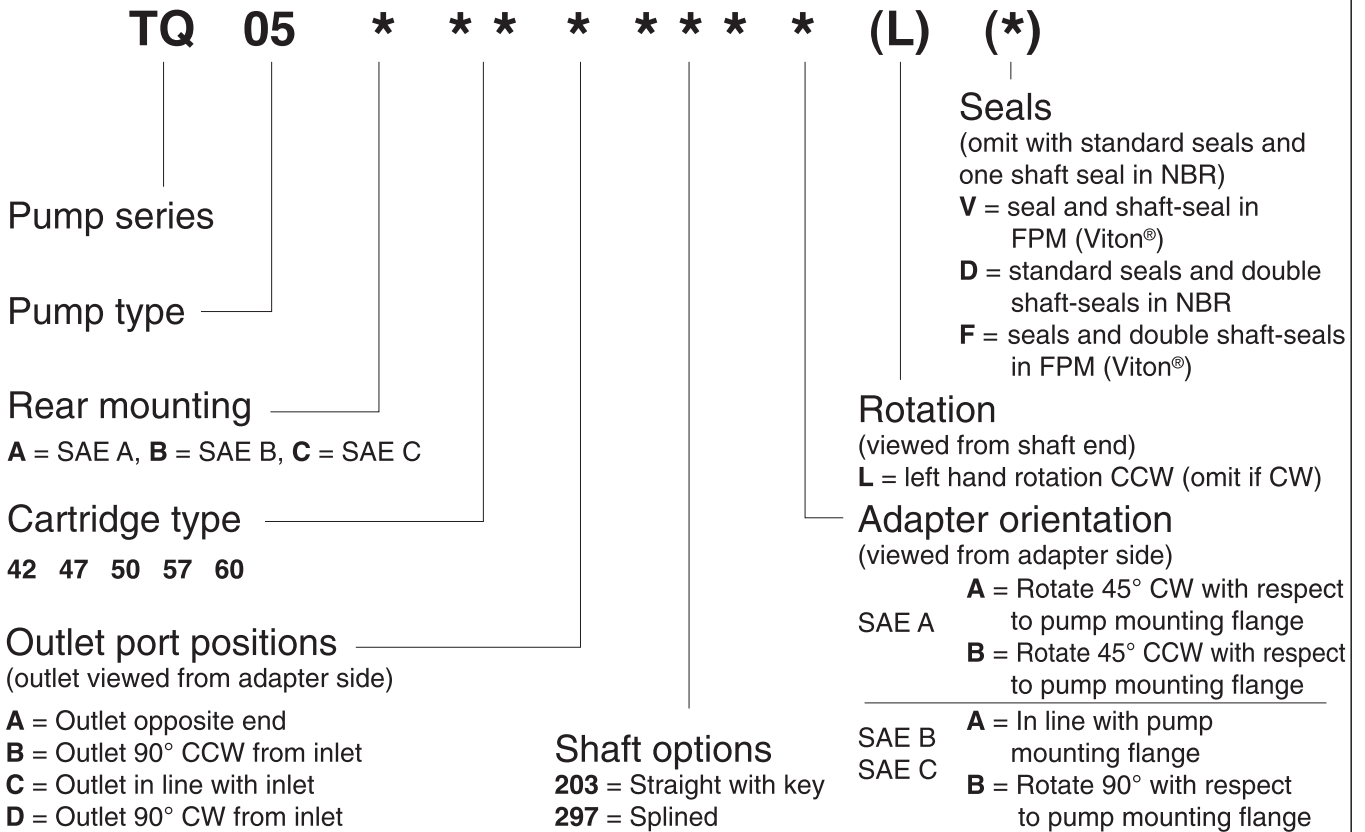 TQ 05 * * * * * * * * (L) (*)
Pump series
Pump type
Rear mounting
A = SAE A, B = SAE B, C = SAE C
Cartridge type
42 47 50 57 60
Outlet port positions
(outlet viewed from adapter side)
A = Outlet opposite end
B = Outlet 90° CCW from inlet
C = Outlet in line with inlet
D = Outlet 90° CW from inlet
Shaft options
203 = Straight with key
297 = Splined
Seals
(omit with standard seals and
one shaft seal in NBR)
V = seal and shaft-seal in
FPM (Viton®)
D = standard seals and double
shaft-seals in NBR
F = seals and double shaft-seals
in FPM (Viton®)
Rotation
(viewed from shaft end)
L = left hand rotation CCW (omit if CW)
Adapter orientation
(viewed from adapter side)
SAE A
A = Rotate 45° CW with respect
to pump mounting flange
B = Rotate 45° CCW with respect
to pump mounting flange
SAE B
SAE C
A = In line with pump
mounting flange
B = Rotate 90° with respect
to pump mounting flange